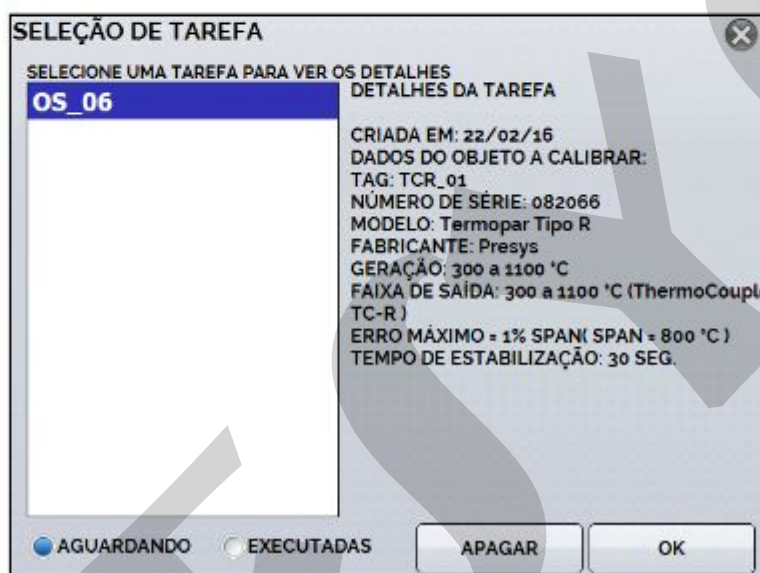 SELEÇÃO DE TAREFA
SELECIONE UMA TAREFA PARA VER OS DETALHES
OS_06
DETALHES DA TAREFA
CRIADA EM: 22/02/16
DADOS DO OBJETO A CALIBRAR:
TAG: TCR_01
NÚMERO DE SÉRIE: 082066
MODELO: Termopar Tipo R
FABRICANTE: Presys
GERAÇÃO: 300 a 1100 °C
FAIXA DE SAÍDA: 300 a 1100 °C (ThermoCoupl
TC-R )
ERRO MÁXIMO = 1% SPAN( SPAN = 800 °C )
TEMPO DE ESTABILIZAÇÃO: 30 SEG.
AGUARDANDO
EXECUTADAS
APAGAR
OK